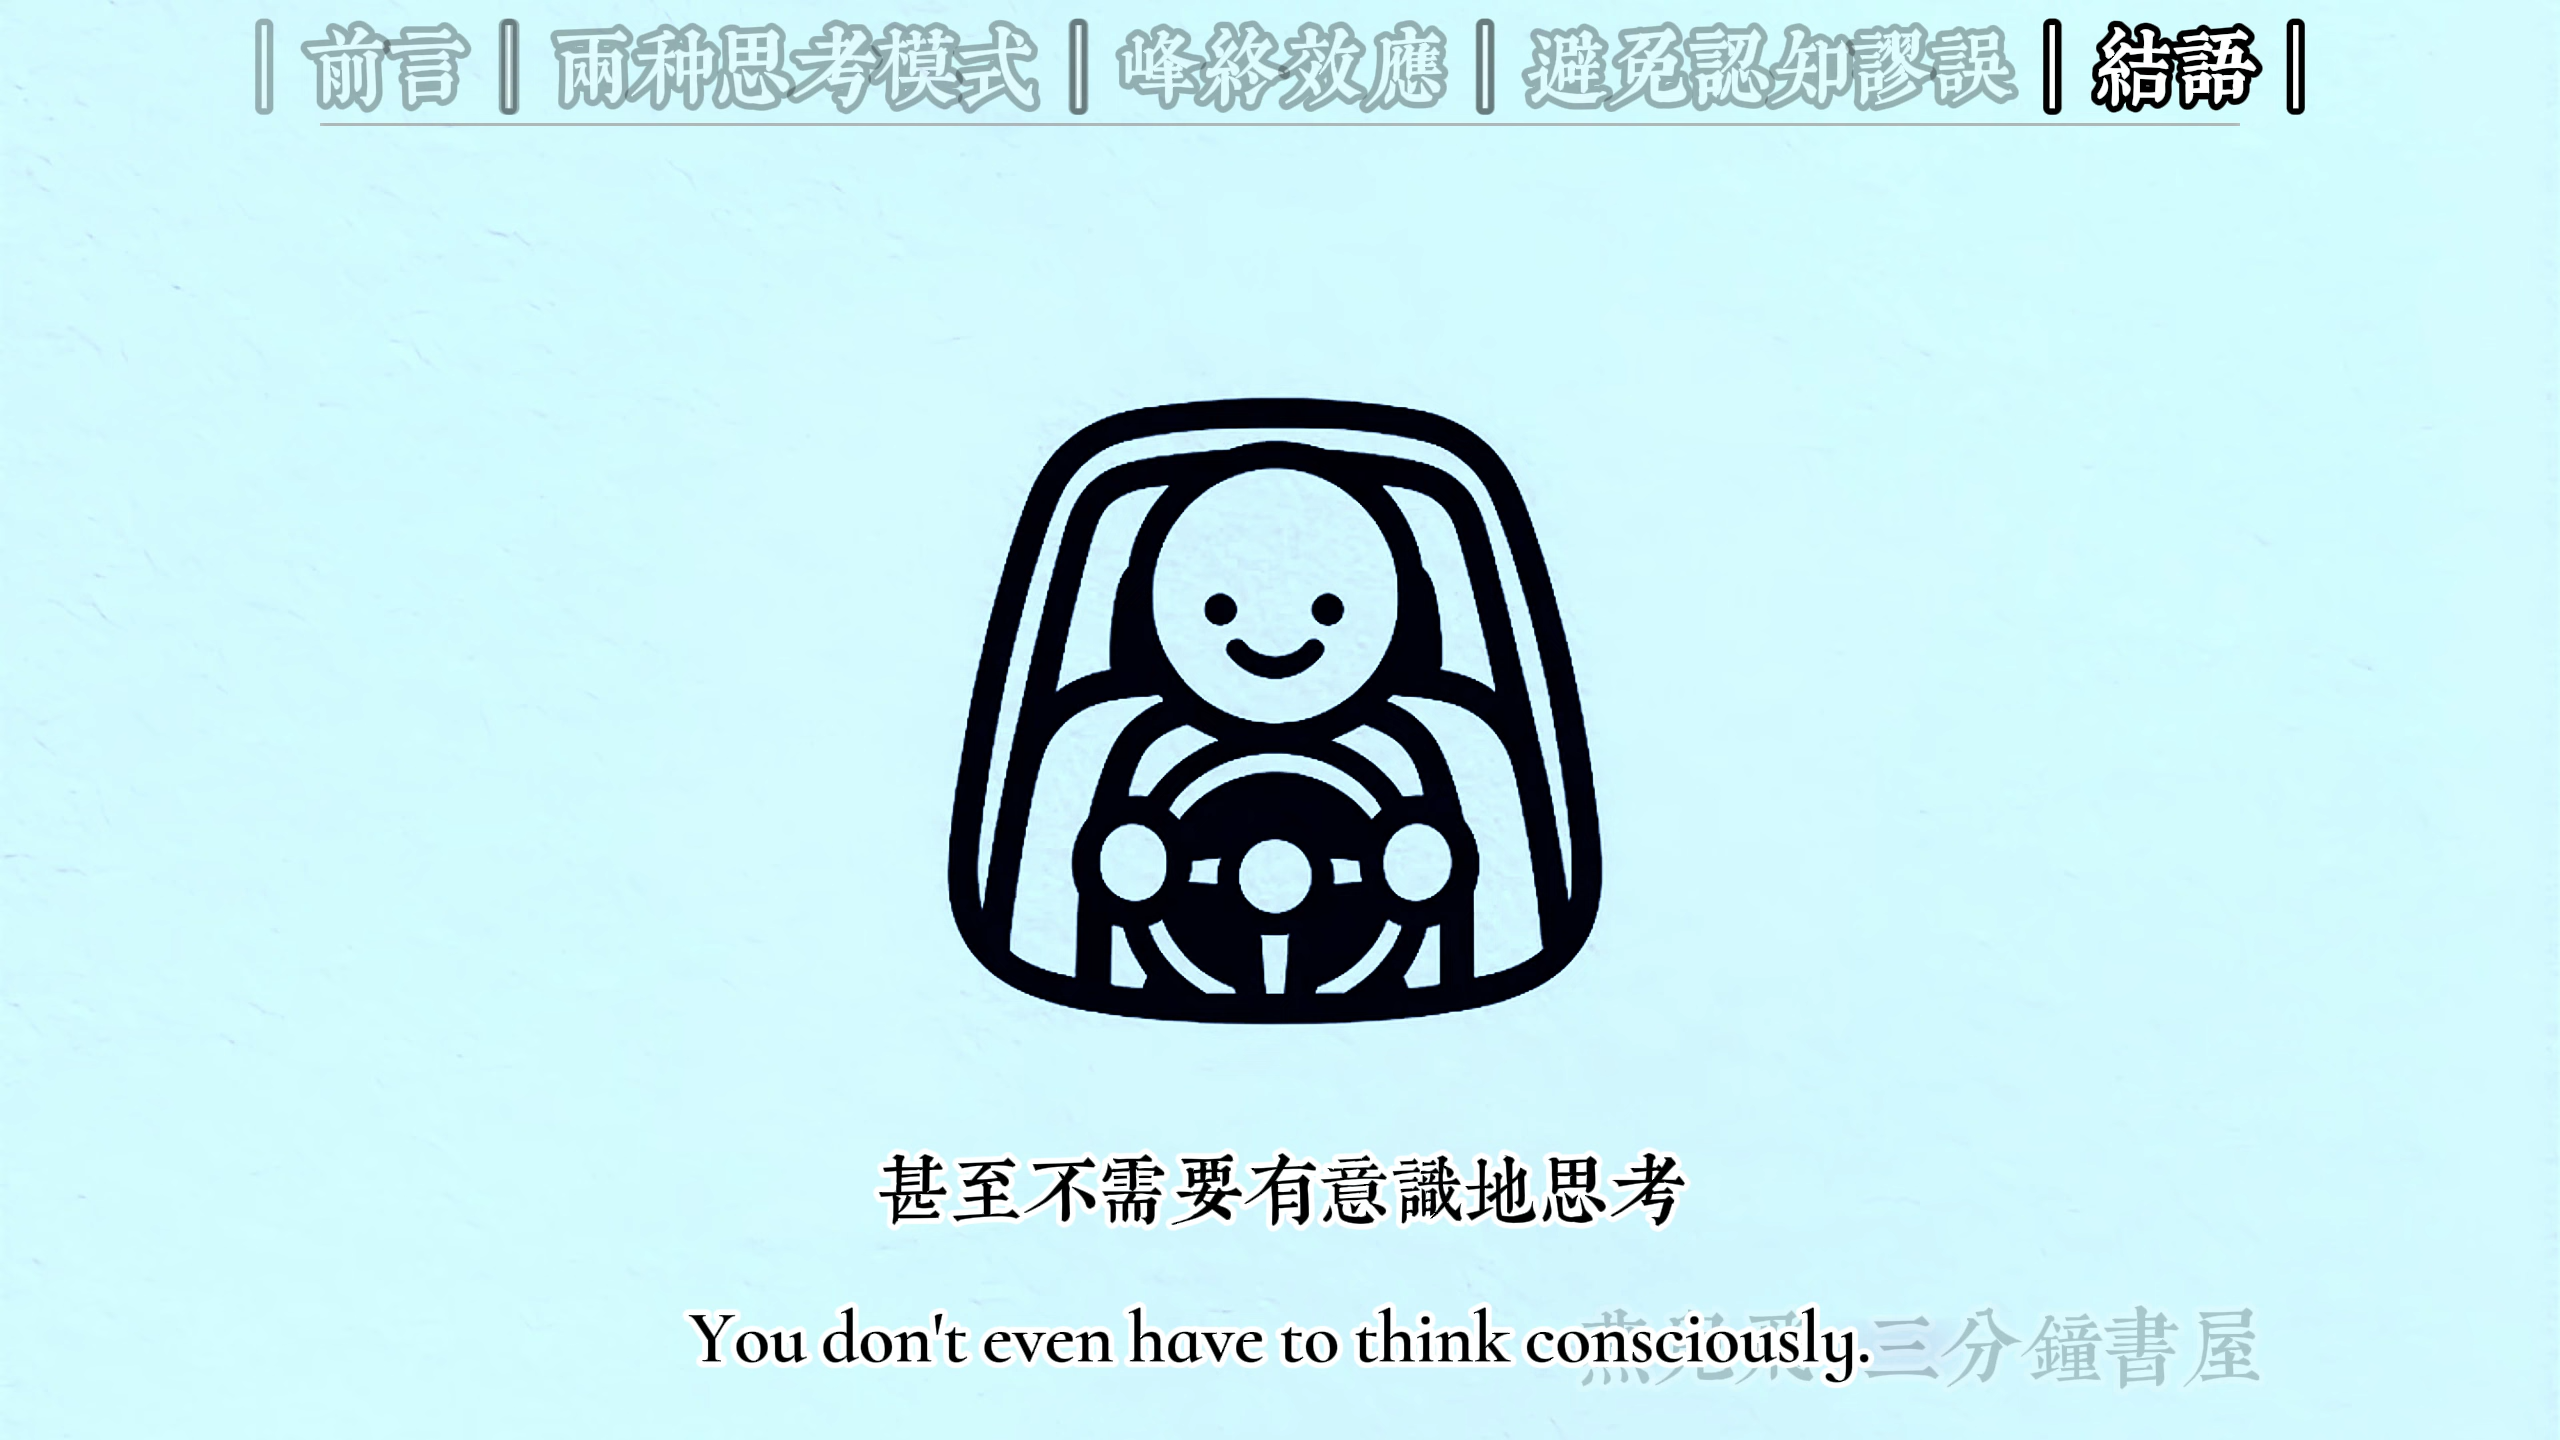 | 前言 | 兩种思考模式 | 峰終效應 | 避免認知謬誤 | 結語 |
甚至不需要有意識地思考
You don't even have to think consciously.
三分鐘書屋